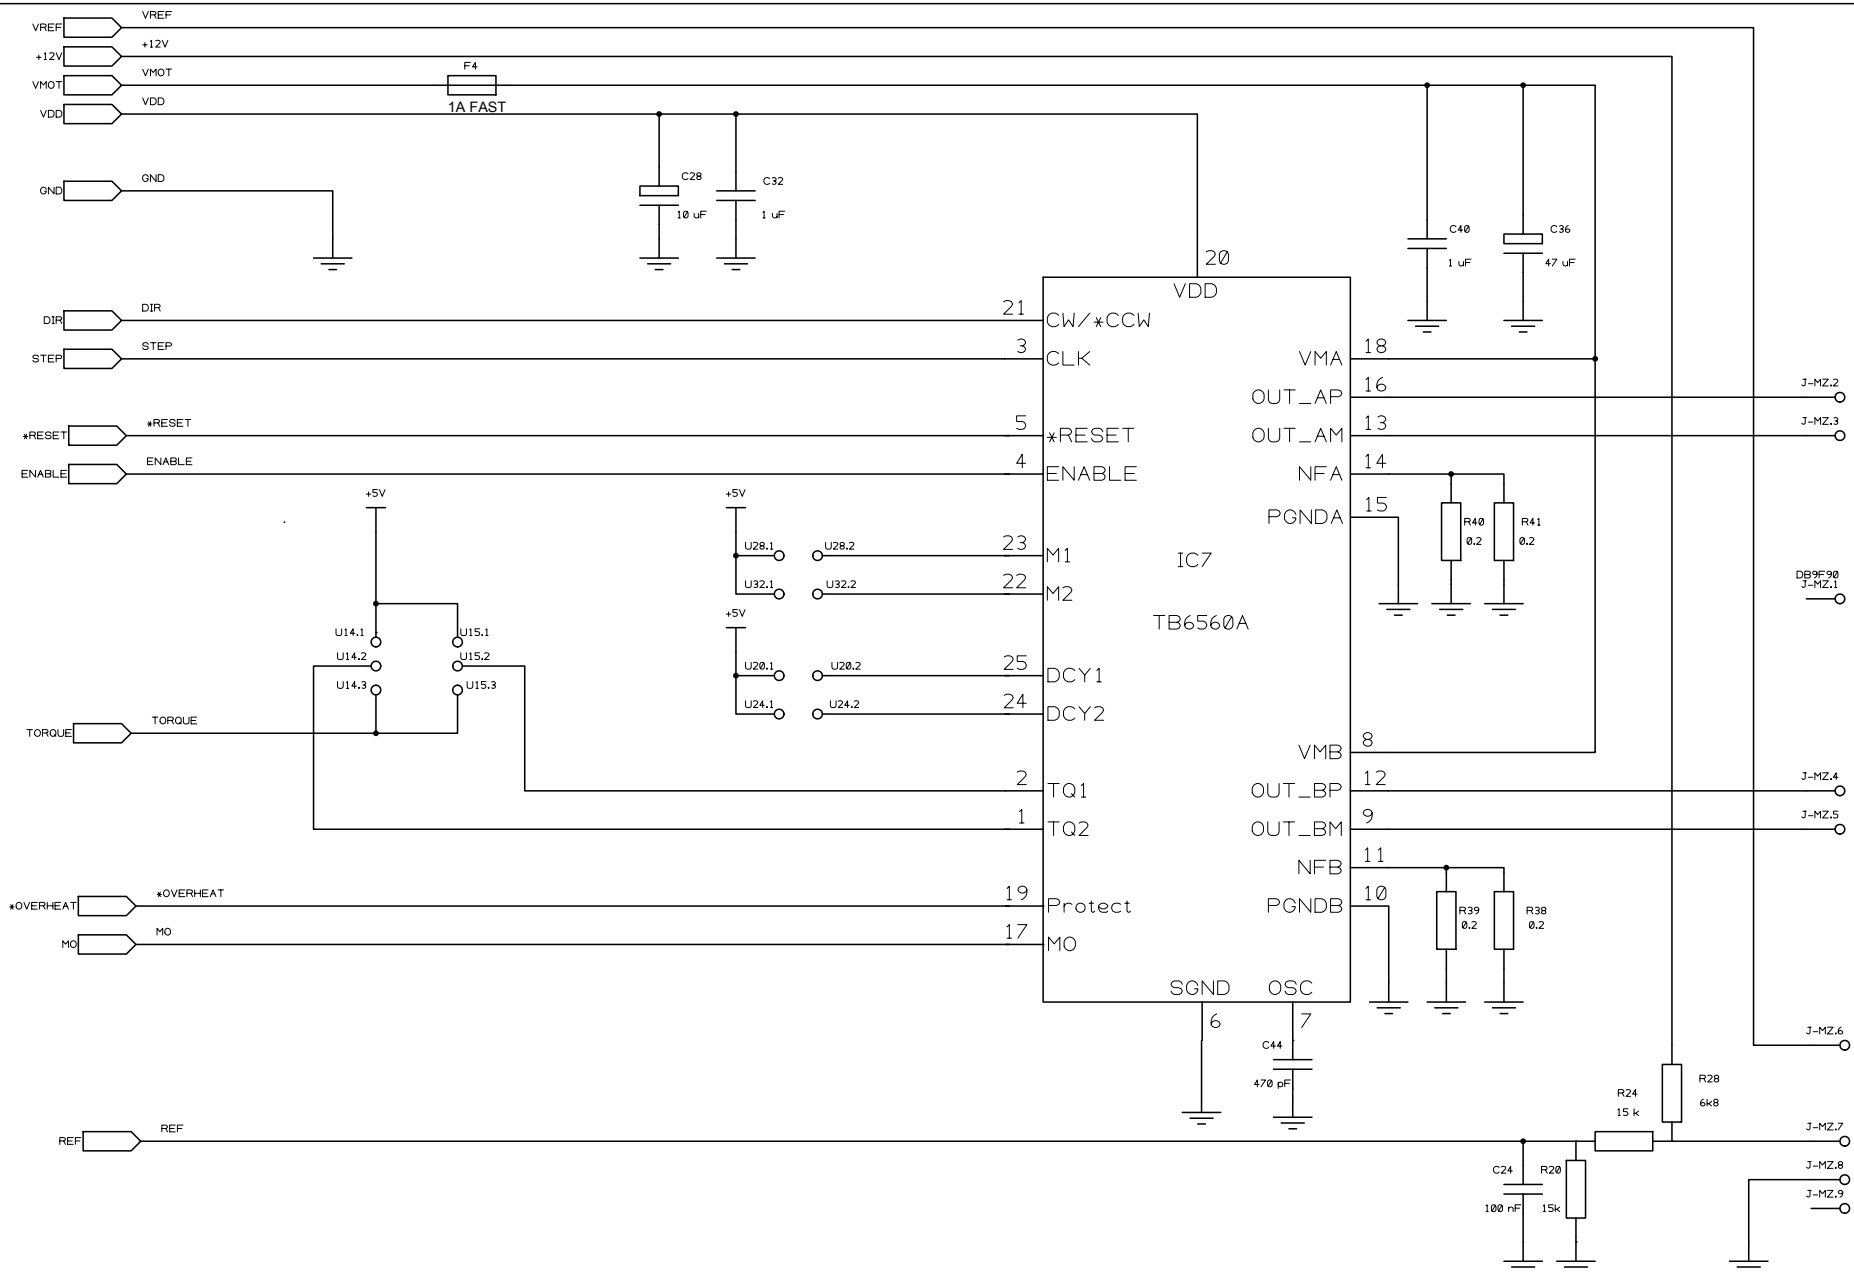 VREF VREF
+12V +12V
VMOT VMOT
F4
1A FAST
VDD VDD
GND GND
C28
10 uF
C32
1 uF
C40
1 uF
C36
47 uF
20
VDD
DIR DIR
21 CW/*CCW
STEP STEP
3 CLK
VMA 18
OUT_AP 16
J-MZ.2
*RESET *RESET
5 *RESET
OUT_AM 13
J-MZ.3
ENABLE ENABLE
4 ENABLE
NFA 14
PGNDA 15
R40
0.2
R41
0.2
+5V
+5V
U28.1 U28.2
23 M1
IC7
U32.1 U32.2
22 M2
DB9F90
J-MZ.1
+5V
TB6560A
U14.1 U15.1
U14.2 U15.2
U14.3 U15.3
U20.1 U20.2
25 DCY1
U24.1 U24.2
24 DCY2
TORQUE TORQUE
VMB 8
2 TQ1
OUT_BP 12
J-MZ.4
1 TQ2
OUT_BM 9
J-MZ.5
NFB 11
*OVERHEAT *OVERHEAT
19 Protect
PGNDB 10
R39
0.2
R38
0.2
MO MO
17 MO
SGND OSC
6 7
C44
470 pF
J-MZ.6
R28
6k8
R24
15 k
REF REF
J-MZ.7
C24
100 nF
R20
15k
J-MZ.8
J-MZ.9